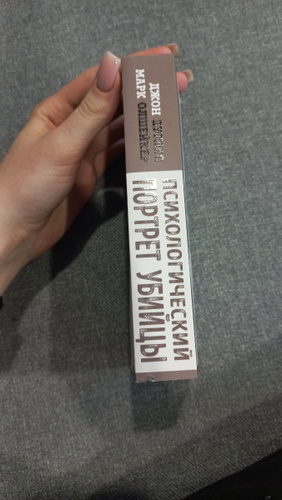 ДЖОН ДУГЛАС
МАРК ОЛШЕЙКЕР
ПСИХОЛОГИЧЕСКИЙ
ПОРТРЕТ УБИЙЦЫ